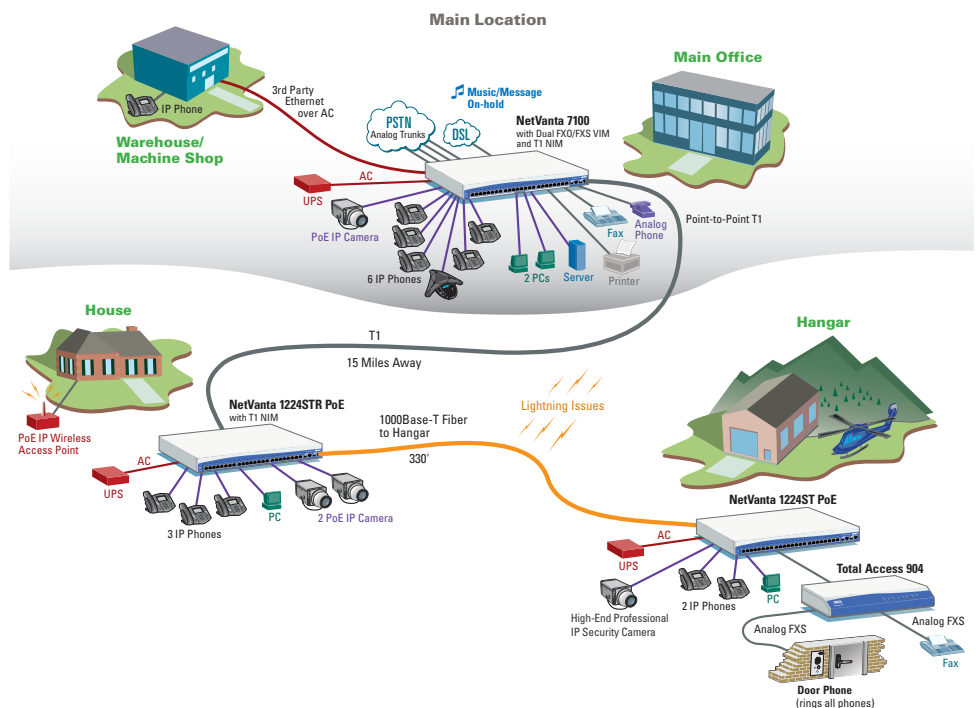 Main Location
Main Office
3rd Party
Ethernet
over AC
IP Phone
Warehouse/
Machine Shop
PSTN
Analog Trunks
DSL
Music/Message
On-hold
NetVanta 7100
with Dual FXO/FXS VIM
and T1 NIM
AC
UPS
PoE IP Camera
6 IP Phones
2 PCs
Server
Printer
Fax
Analog
Phone
Point-to-Point T1
House
T1
15 Miles Away
Hangar
PoE IP Wireless
Access Point
NetVanta 1224STR PoE
with T1 NIM
AC
UPS
3 IP Phones
PC
2 PoE IP Camera
1000Base-T Fiber
to Hangar
330'
Lightning Issues
NetVanta 1224ST PoE
AC
UPS
High-End Professional
IP Security Camera
2 IP Phones
PC
Total Access 904
Analog FXS
Analog FXS
Fax
Door Phone
(rings all phones)